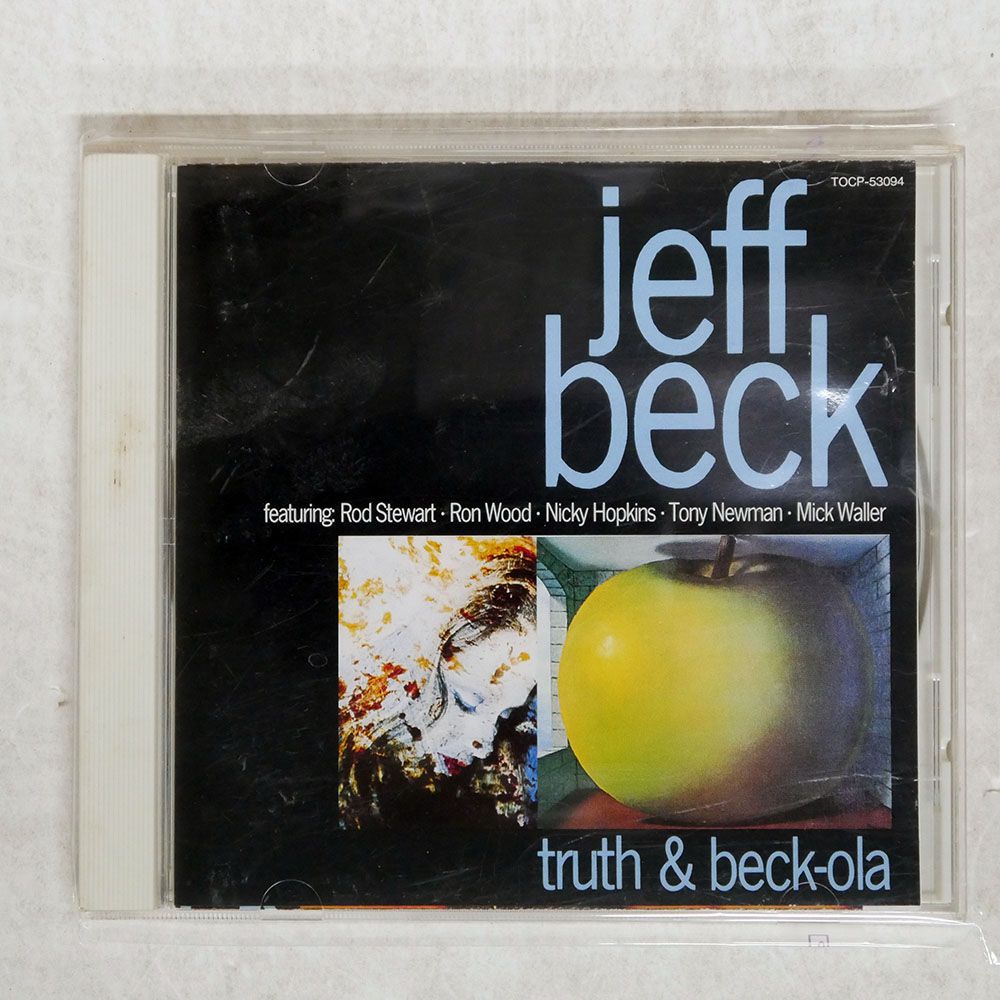 TOCP-53094
jeff
beck
featuring: Rod Stewart · Ron Wood · Nicky Hopkins · Tony Newman · Mick Waller
truth & beck-ola